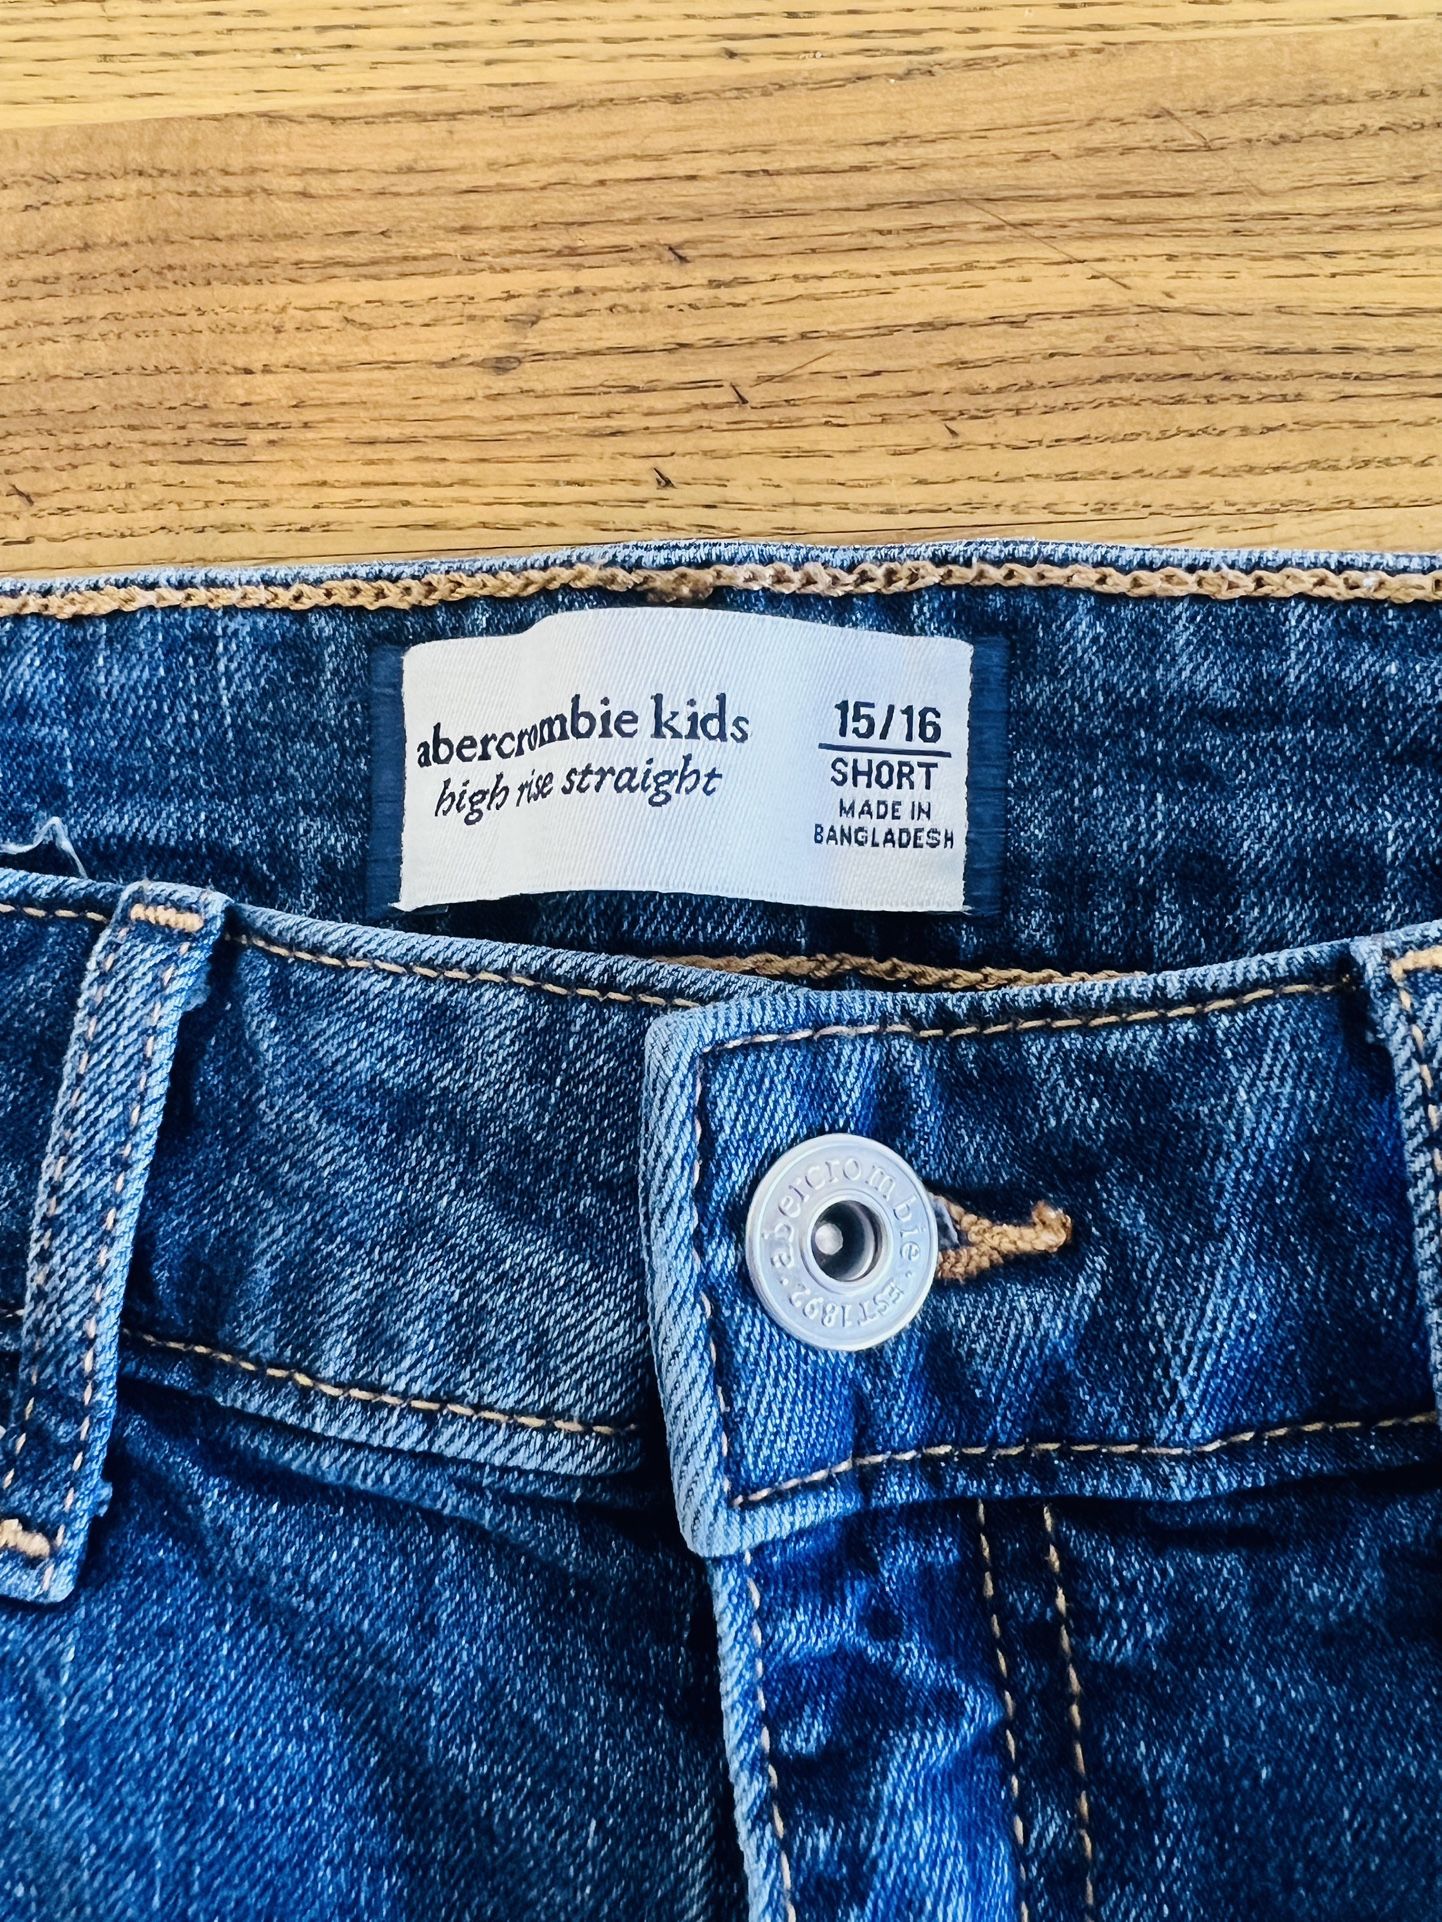 abercrombie kids
high rise straight
15/16
SHORT
MADE IN
BANGLADESH
abercrombie
·EST 1892·